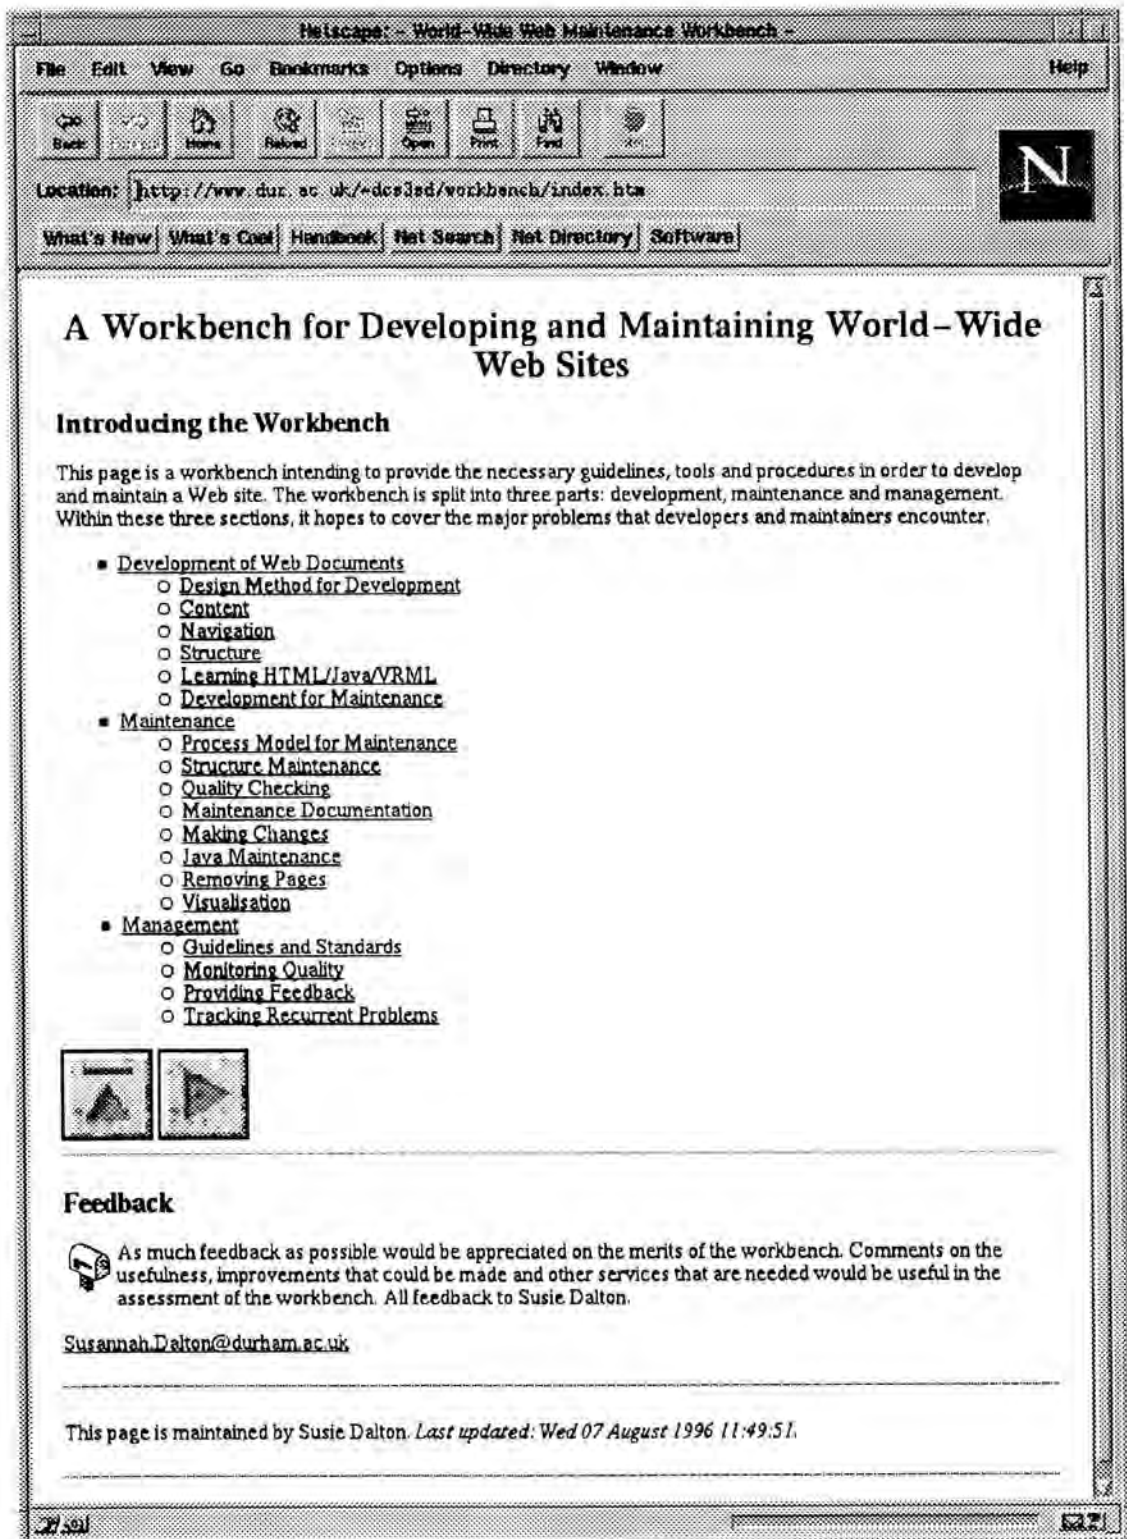 Netscape: - World-Wide Web Maintenance Workbench -
File Edit View Go Bookmarks Options Directory Window Help
Back Home Reload Open Print Find
Location: http://www.dur.ac.uk/~dcs3sd/workbench/index.htm
N
What's New What's Cool Handbook Net Search Net Directory Software
A Workbench for Developing and Maintaining World-Wide
Web Sites
Introducing the Workbench
This page is a workbench intending to provide the necessary guidelines, tools and procedures in order to develop
and maintain a Web site. The workbench is split into three parts: development, maintenance and management.
Within these three sections, it hopes to cover the major problems that developers and maintainers encounter.
Development of Web Documents
Design Method for Development
Content
Navigation
Structure
Learning HTML/Java/VRML
Development for Maintenance
Maintenance
Process Model for Maintenance
Structure Maintenance
Quality Checking
Maintenance Documentation
Making Changes
Java Maintenance
Removing Pages
Visualisation
Management
Guidelines and Standards
Monitoring Quality
Providing Feedback
Tracking Recurrent Problems
Feedback
As much feedback as possible would be appreciated on the merits of the workbench. Comments on the
usefulness, improvements that could be made and other services that are needed would be useful in the
assessment of the workbench. All feedback to Susie Dalton.
Susannah.Dalton@durham.ac.uk
This page is maintained by Susie Dalton. Last updated: Wed 07 August 1996 11:49:51.